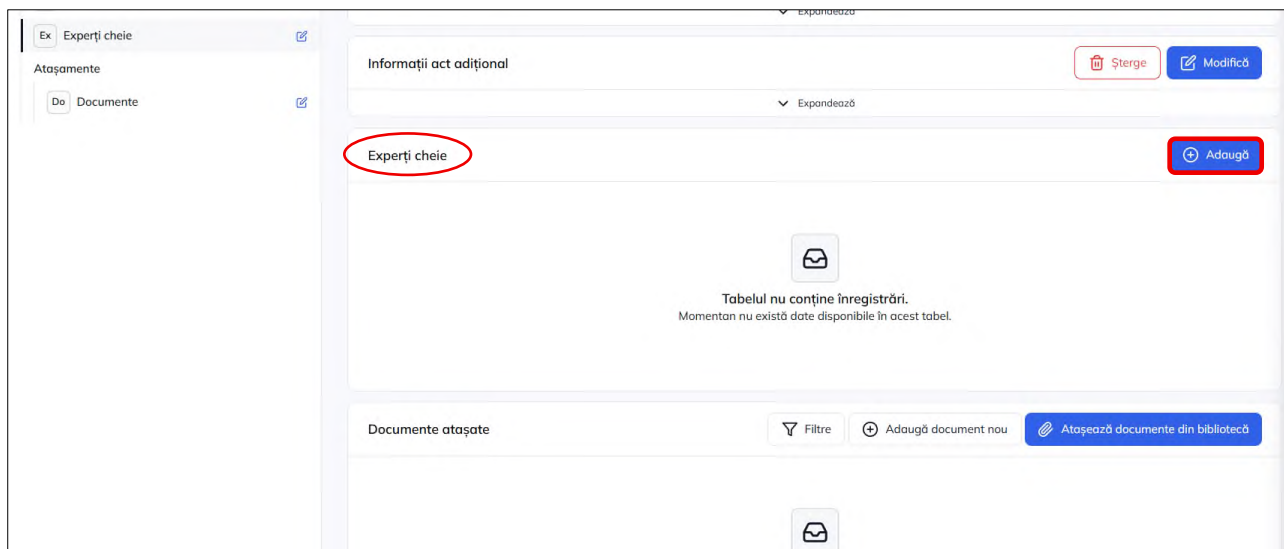 Expandează
Ex Experți cheie
Atașamente
Do Documente
Informații act adițional
Șterge
Modifică
Expandează
Experți cheie
Adaugă
Tabelul nu conține înregistrări.
Momentan nu există date disponibile în acest tabel.
Documente atașate
Filtre
Adaugă document nou
Atașează documente din bibliotecă